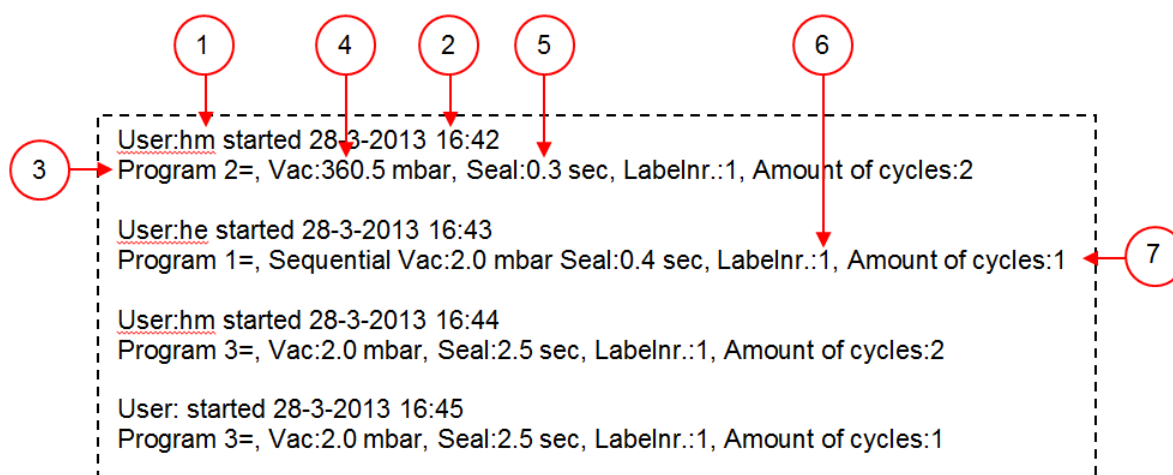 1 4 2 5 6
User:hm started 28-3-2013 16:42
3 Program 2=, Vac:360.5 mbar, Seal:0.3 sec, Labelnr.:1, Amount of cycles:2
User:he started 28-3-2013 16:43
Program 1=, Sequential Vac:2.0 mbar Seal:0.4 sec, Labelnr.:1, Amount of cycles:1 7
User:hm started 28-3-2013 16:44
Program 3=, Vac:2.0 mbar, Seal:2.5 sec, Labelnr.:1, Amount of cycles:2
User: started 28-3-2013 16:45
Program 3=, Vac:2.0 mbar, Seal:2.5 sec, Labelnr.:1, Amount of cycles:1